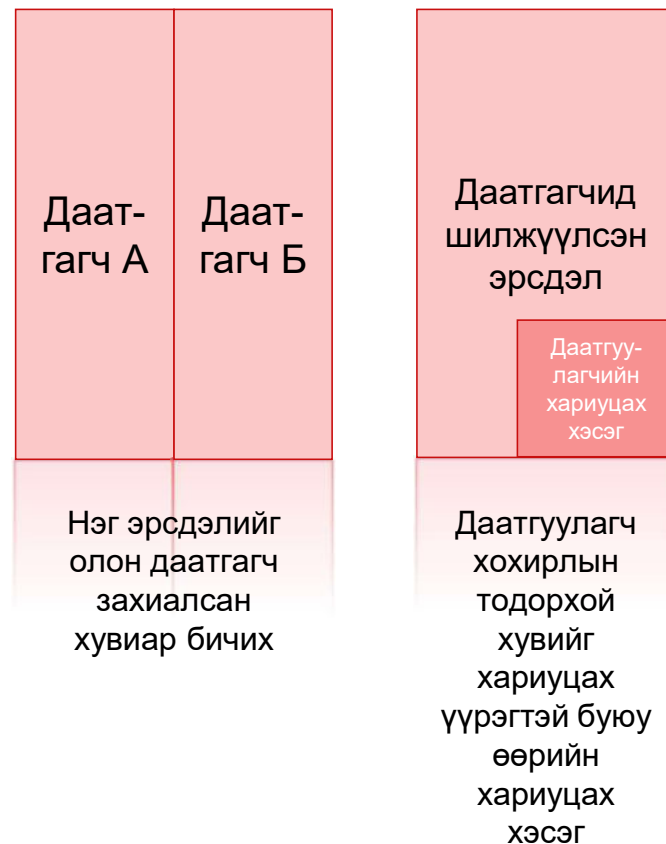 Даат-
гагч А
Даат-
гагч Б
Нэг эрсдэлийг
олон даатгагч
захиалсан
хувиар бичих
Даатгагчид
шилжүүлсэн
эрсдэл
Даатгуу-
лагчийн
хариуцах
хэсэг
Даатгуулагч
хохирлын
тодорхой
хувийг
хариуцах
үүрэгтэй буюу
өөрийн
хариуцах
хэсэг